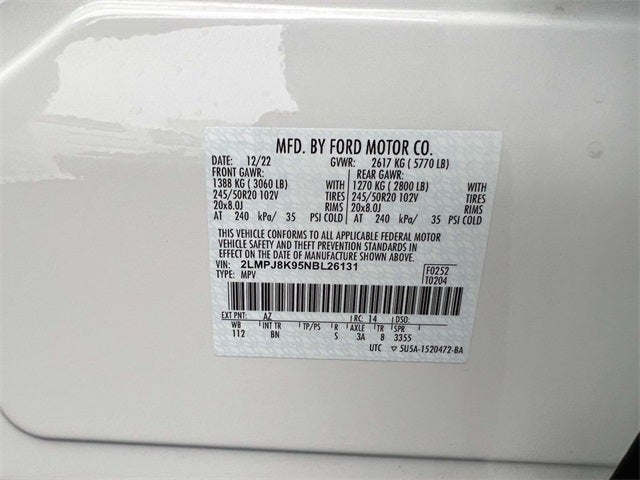 MFD. BY FORD MOTOR CO.
DATE: 12/22 GVWR: 2617 KG ( 5770 LB)
FRONT GAWR: REAR GAWR:
1388 KG ( 3060 LB) WITH 1270 KG ( 2800 LB) WITH
245/50R20 102V TIRES 245/50R20 102V TIRES
20x8.0J RIMS 20x8.0J RIMS
AT 240 kPa/ 35 PSI COLD AT 240 kPa/ 35 PSI COLD
THIS VEHICLE CONFORMS TO ALL APPLICABLE FEDERAL MOTOR
VEHICLE SAFETY AND THEFT PREVENTION STANDARDS IN
EFFECT ON THE DATE OF MANUFACTURE SHOWN ABOVE.
VIN: 2LMPJ8K95NBL26131 F0252
TYPE: MPV T0204
EXT PNT: AZ RC: 14 DSO:
WB INT TR TP/PS R AXLE TR SPR
112 BN S 3A 8 3355
UTC ▽ 5U5A-1520472-BA